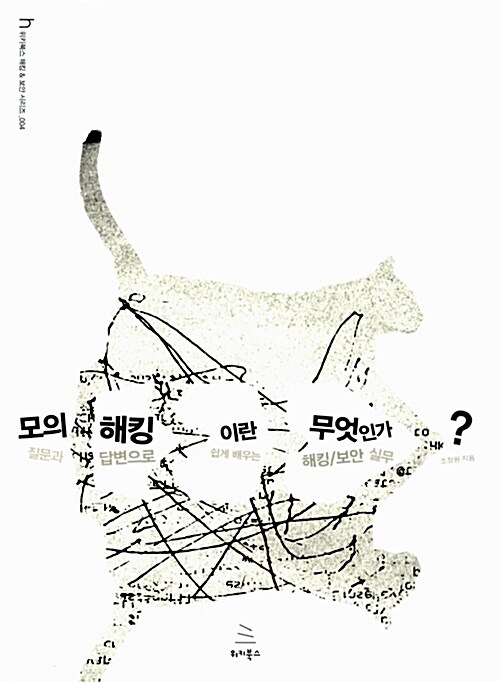 h 위키북스 해킹 & 보안 시리즈_004
모의 해킹 이란 무엇인가 ?
질문과 답변으로 쉽게 배우는 해킹/보안 실무
조정원 지음
위키북스